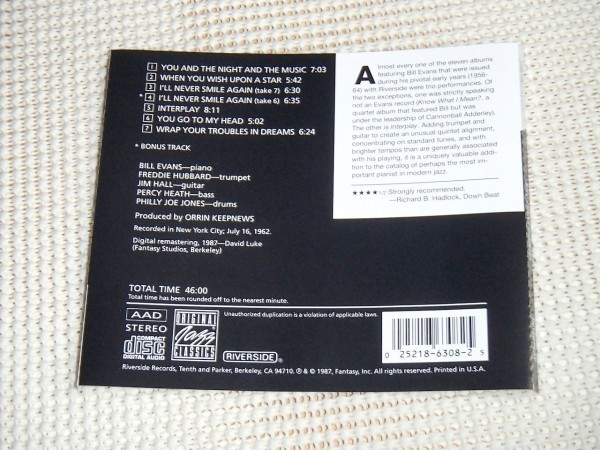 1 YOU AND THE NIGHT AND THE MUSIC 7:03
2 WHEN YOU WISH UPON A STAR 5:42
3 I'LL NEVER SMILE AGAIN (take 7) 6:30
* 4 I'LL NEVER SMILE AGAIN (take 6) 6:35
5 INTERPLAY 8:11
6 YOU GO TO MY HEAD 5:02
7 WRAP YOUR TROUBLES IN DREAMS 6:24
* BONUS TRACK
BILL EVANS—piano
FREDDIE HUBBARD—trumpet
JIM HALL—guitar
PERCY HEATH—bass
PHILLY JOE JONES—drums
Produced by ORRIN KEEPNEWS
Recorded in New York City; July 16, 1962.
Digital remastering, 1987—David Luke
(Fantasy Studios, Berkeley)
TOTAL TIME 46:00
Total time has been rounded off to the nearest minute.
Almost every one of the eleven albums
featuring Bill Evans that were issued
during his pivotal early years (1956-
64) with Riverside were trio performances. Of
the two exceptions, one was strictly speaking
not an Evans record (Know What I Mean?, a
quartet album that featured Bill but was
under the leadership of Cannonball Adderley).
The other is Interplay. Adding trumpet and
guitar to create an unusual quintet alignment,
concentrating on standard tunes, and with
brighter tempos than are generally associated
with his playing, it is a uniquely valuable addi-
tion to the catalog of perhaps the most im-
portant pianist in modern jazz.
★★★★½ Strongly recommended.
—Richard B. Hadlock, Down Beat
AAD
STEREO
COMPACT
disc
DIGITAL AUDIO
ORIGINAL
Jazz
CLASSICS
Unauthorized duplication is a violation of applicable laws.
RIVERSIDE
0 25218-6308-2 5
Riverside Records, Tenth and Parker, Berkeley, CA 94710. ℗ & © 1987, Fantasy, Inc. All rights reserved. Printed in U.S.A.